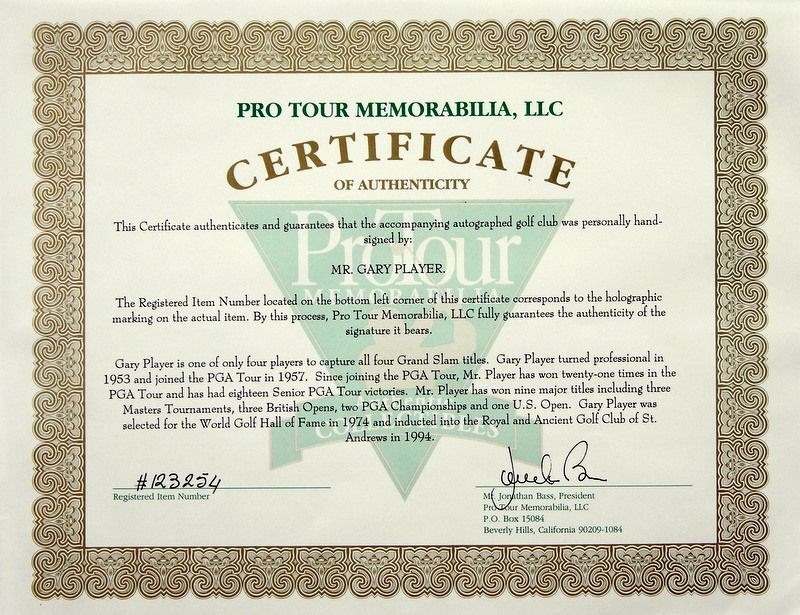 PRO TOUR MEMORABILIA, LLC
CERTIFICATE
OF AUTHENTICITY
ProTour
MEMORABILIA
This Certificate authenticates and guarantees that the accompanying autographed golf club was personally hand-
signed by:
MR. GARY PLAYER.
The Registered Item Number located on the bottom left corner of this certificate corresponds to the holographic
marking on the actual item. By this process, Pro Tour Memorabilia, LLC fully guarantees the authenticity of the
signature it bears.
Gary Player is one of only four players to capture all four Grand Slam titles. Gary Player turned professional in
1953 and joined the PGA Tour in 1957. Since joining the PGA Tour, Mr. Player has won twenty-one times in the
PGA Tour and has had eighteen Senior PGA Tour victories. Mr. Player has won nine major titles including three
Masters Tournaments, three British Opens, two PGA Championships and one U.S. Open. Gary Player was
selected for the World Golf Hall of Fame in 1974 and inducted into the Royal and Ancient Golf Club of St.
Andrews in 1994.
#123254
Registered Item Number
Mr. Jonathan Bass, President
Pro Tour Memorabilia, LLC
P.O. Box 15084
Beverly Hills, California 90209-1084